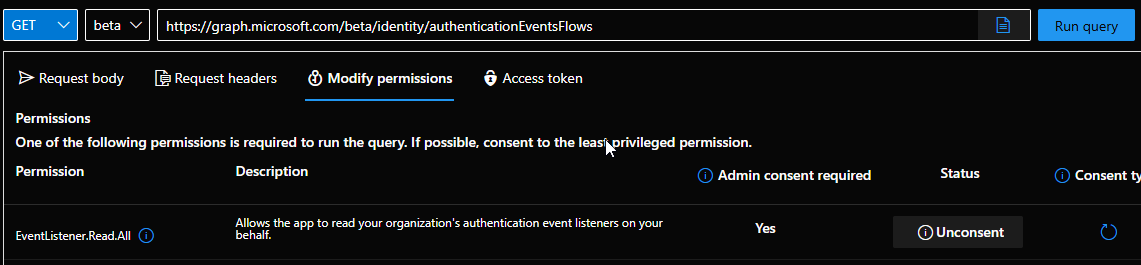 GET beta https://graph.microsoft.com/beta/identity/authenticationEventsFlows Run query
Request body Request headers Modify permissions Access token
Permissions
One of the following permissions is required to run the query. If possible, consent to the least privileged permission.
Permission Description Admin consent required Status Consent ty
EventListener.Read.All Allows the app to read your organization's authentication event listeners on your Yes Unconsent
behalf.